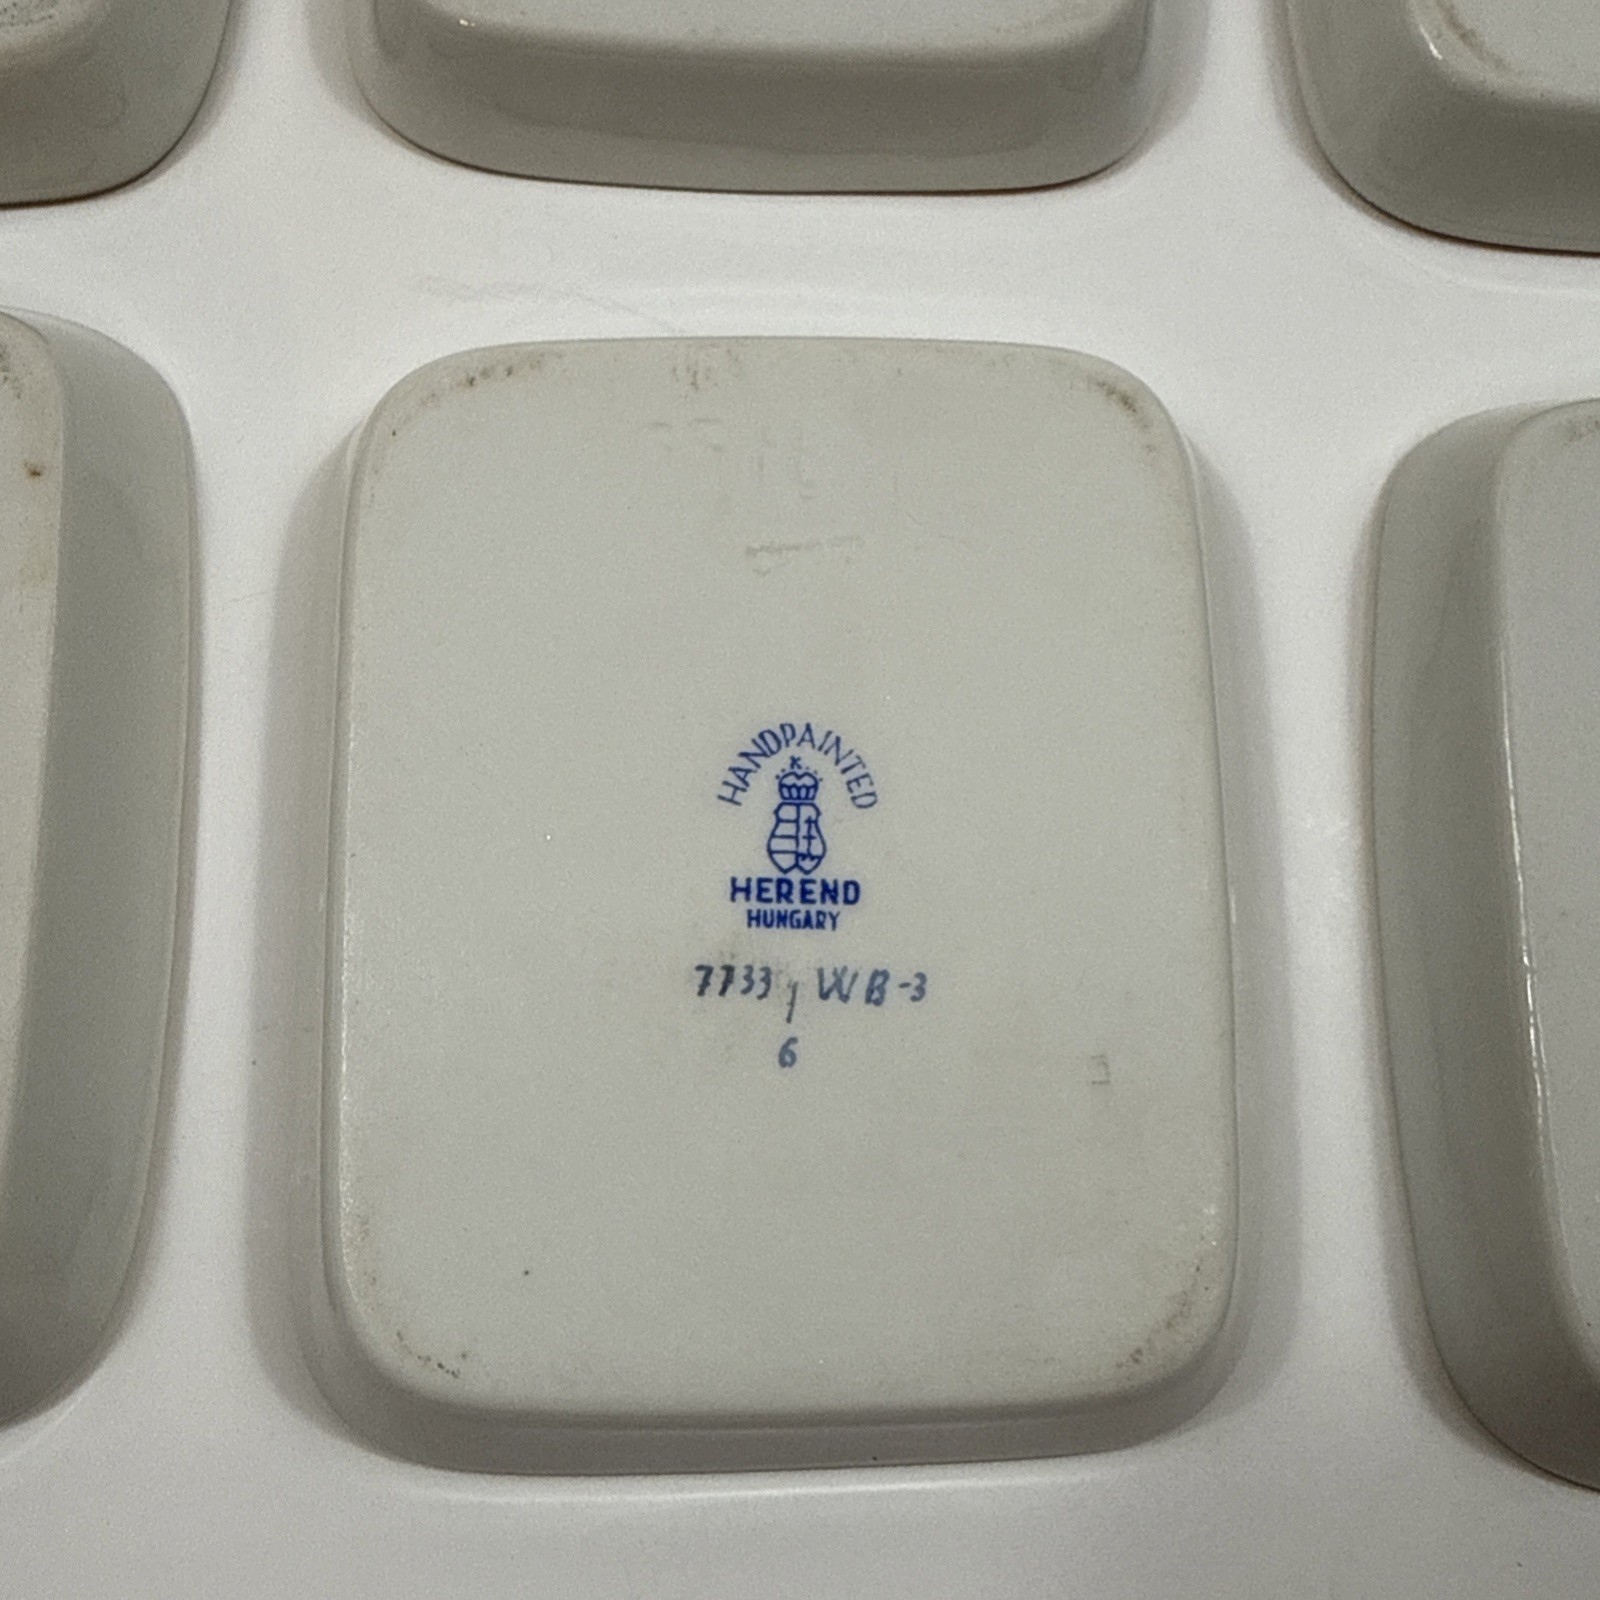 HANDPAINTED
HEREND
HUNGARY
7733, WB-3
6